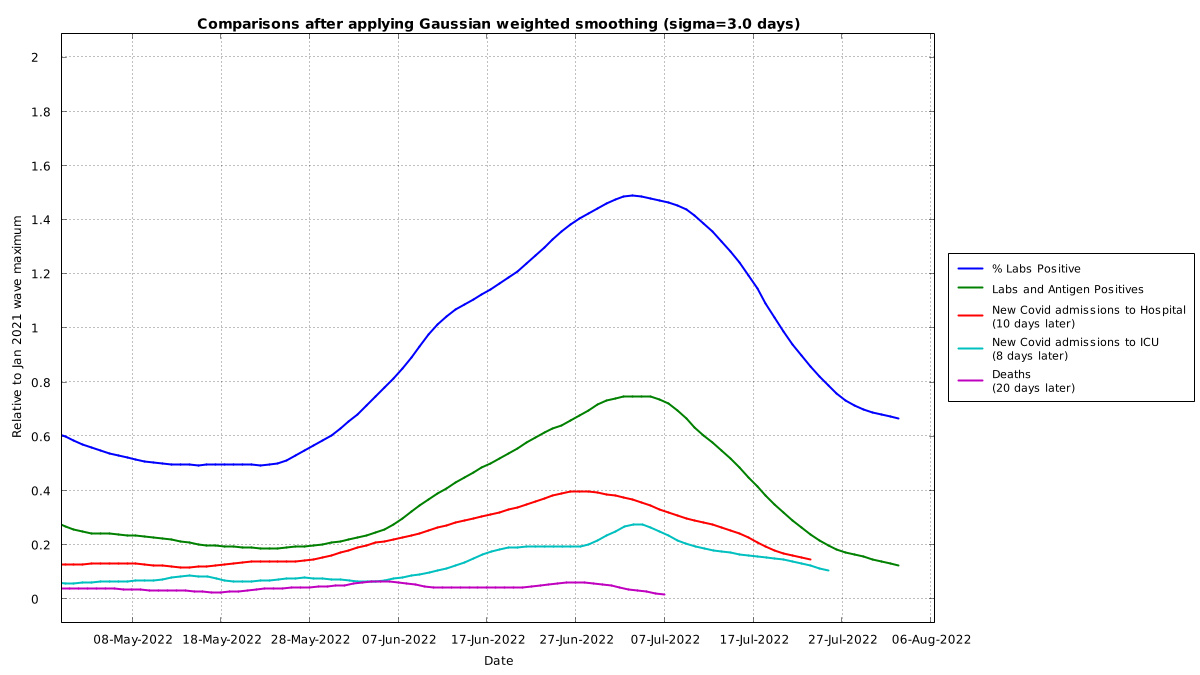 Comparisons after applying Gaussian weighted smoothing (sigma=3.0 days)
Relative to Jan 2021 wave maximum
2
1.8
1.6
1.4
1.2
1
0.8
0.6
0.4
0.2
0
08-May-2022 18-May-2022 28-May-2022 07-Jun-2022 17-Jun-2022 27-Jun-2022 07-Jul-2022 17-Jul-2022 27-Jul-2022 06-Aug-2022
Date
% Labs Positive
Labs and Antigen Positives
New Covid admissions to Hospital
(10 days later)
New Covid admissions to ICU
(8 days later)
Deaths
(20 days later)